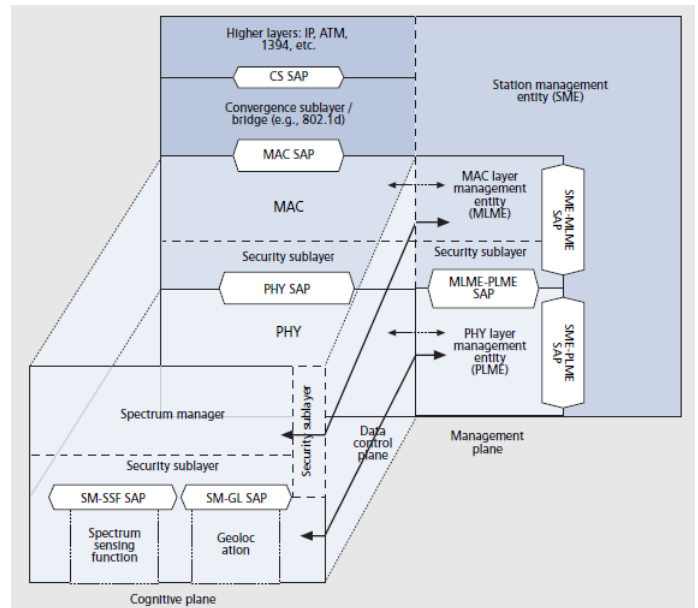 Higher layers: IP, ATM,
1394, etc.
CS SAP
Convergence sublayer /
bridge (e.g., 802.1d)
MAC SAP
MAC
Security sublayer
PHY SAP
PHY
Station management
entity (SME)
MAC layer
management
entity
(MLME)
Security sublayer
MLME-PLME
SAP
PHY layer
management
entity
(PLME)
SME-MLME
SAP
SME-PLME
SAP
Spectrum manager
Security sublayer
Security sublayer
SM-SSF SAP
SM-GL SAP
Spectrum
sensing
function
Geoloc
ation
Data
control
plane
Management
plane
Cognitive plane